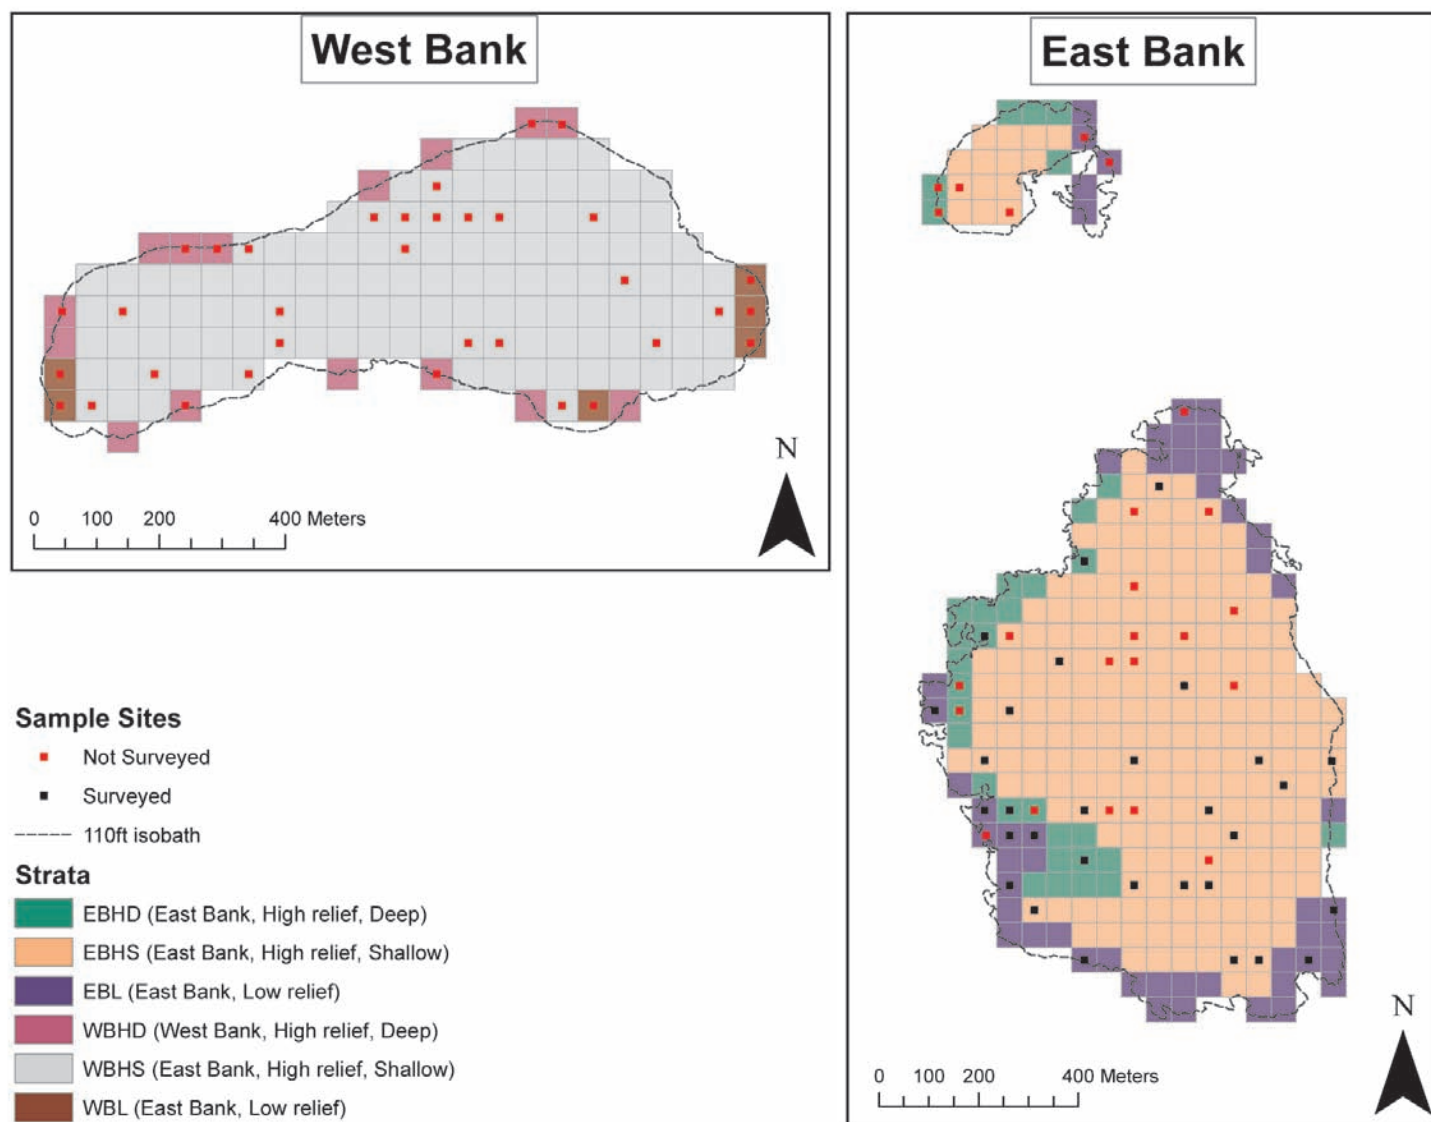 West Bank
East Bank
N
0 100 200 400 Meters
Sample Sites
Not Surveyed
Surveyed
110ft isobath
Strata
EBHD (East Bank, High relief, Deep)
EBHS (East Bank, High relief, Shallow)
EBL (East Bank, Low relief)
WBHD (West Bank, High relief, Deep)
WBHS (East Bank, High relief, Shallow)
WBL (East Bank, Low relief)
N
0 100 200 400 Meters